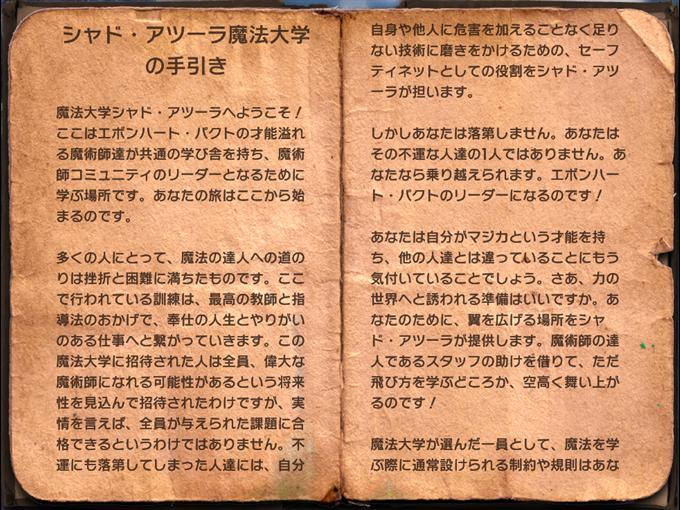 シャド・アツーラ魔法大学
の手引き
魔法大学シャド・アツーラへようこそ！
ここはエボンハート・パクトの才能溢れ
る魔術師達が共通の学び舎を持ち、魔術
師コミュニティのリーダーとなるために
学ぶ場所です。あなたの旅はここから始
まるのです。
多くの人にとって、魔法の達人への道の
りは挫折と困難に満ちたものです。ここ
で行われている訓練は、最高の教師と指
導法のおかげで、奉仕の人生とやりがい
のある仕事へと繋がっていきます。この
魔法大学に招待された人は全員、偉大な
魔術師になれる可能性があるという将来
性を見込んで招待されたわけですが、実
情を言えば、全員が与えられた課題に合
格できるというわけではありません。不
運にも落第してしまった人達には、自分
自身や他人に危害を加えることなく足り
ない技術に磨きをかけるための、セーフ
ティネットとしての役割をシャド・アツ
ーラが担います。
しかしあなたは落第しません。あなたは
その不運な人達の1人ではありません。あ
なたなら乗り越えられます。エボンハー
ト・パクトのリーダーになるのです！
あなたは自分がマジカという才能を持
ち、他の人達とは違っていることにもう
気付いていることでしょう。さあ、力の
世界へと誘われる準備はいいですか。あ
なたのために、翼を広げる場所をシャ
ド・アツーラが提供します。魔術師の達
人であるスタッフの助けを借りて、ただ
飛び方を学ぶどころか、空高く舞い上が
るのです！
魔法大学が選んだ一員として、魔法を学
ぶ際に通常設けられる制約や規則はあな